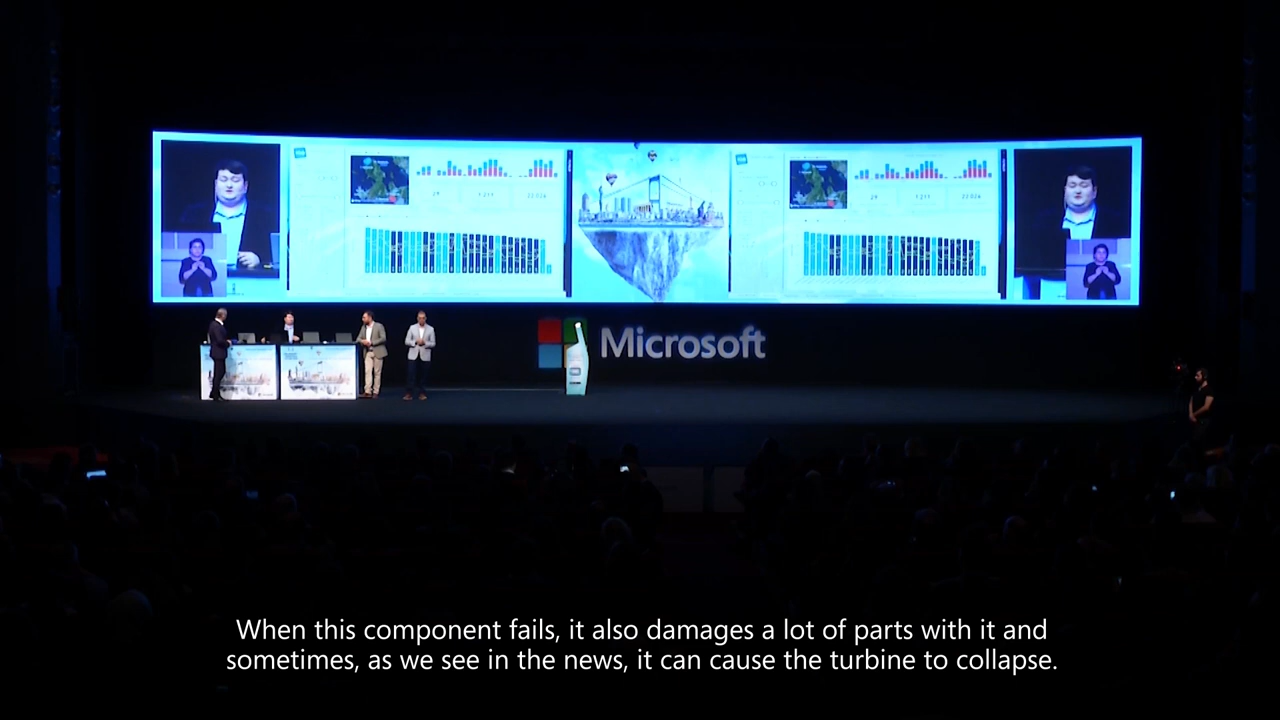 Microsoft
When this component fails, it also damages a lot of parts with it and
sometimes, as we see in the news, it can cause the turbine to collapse.